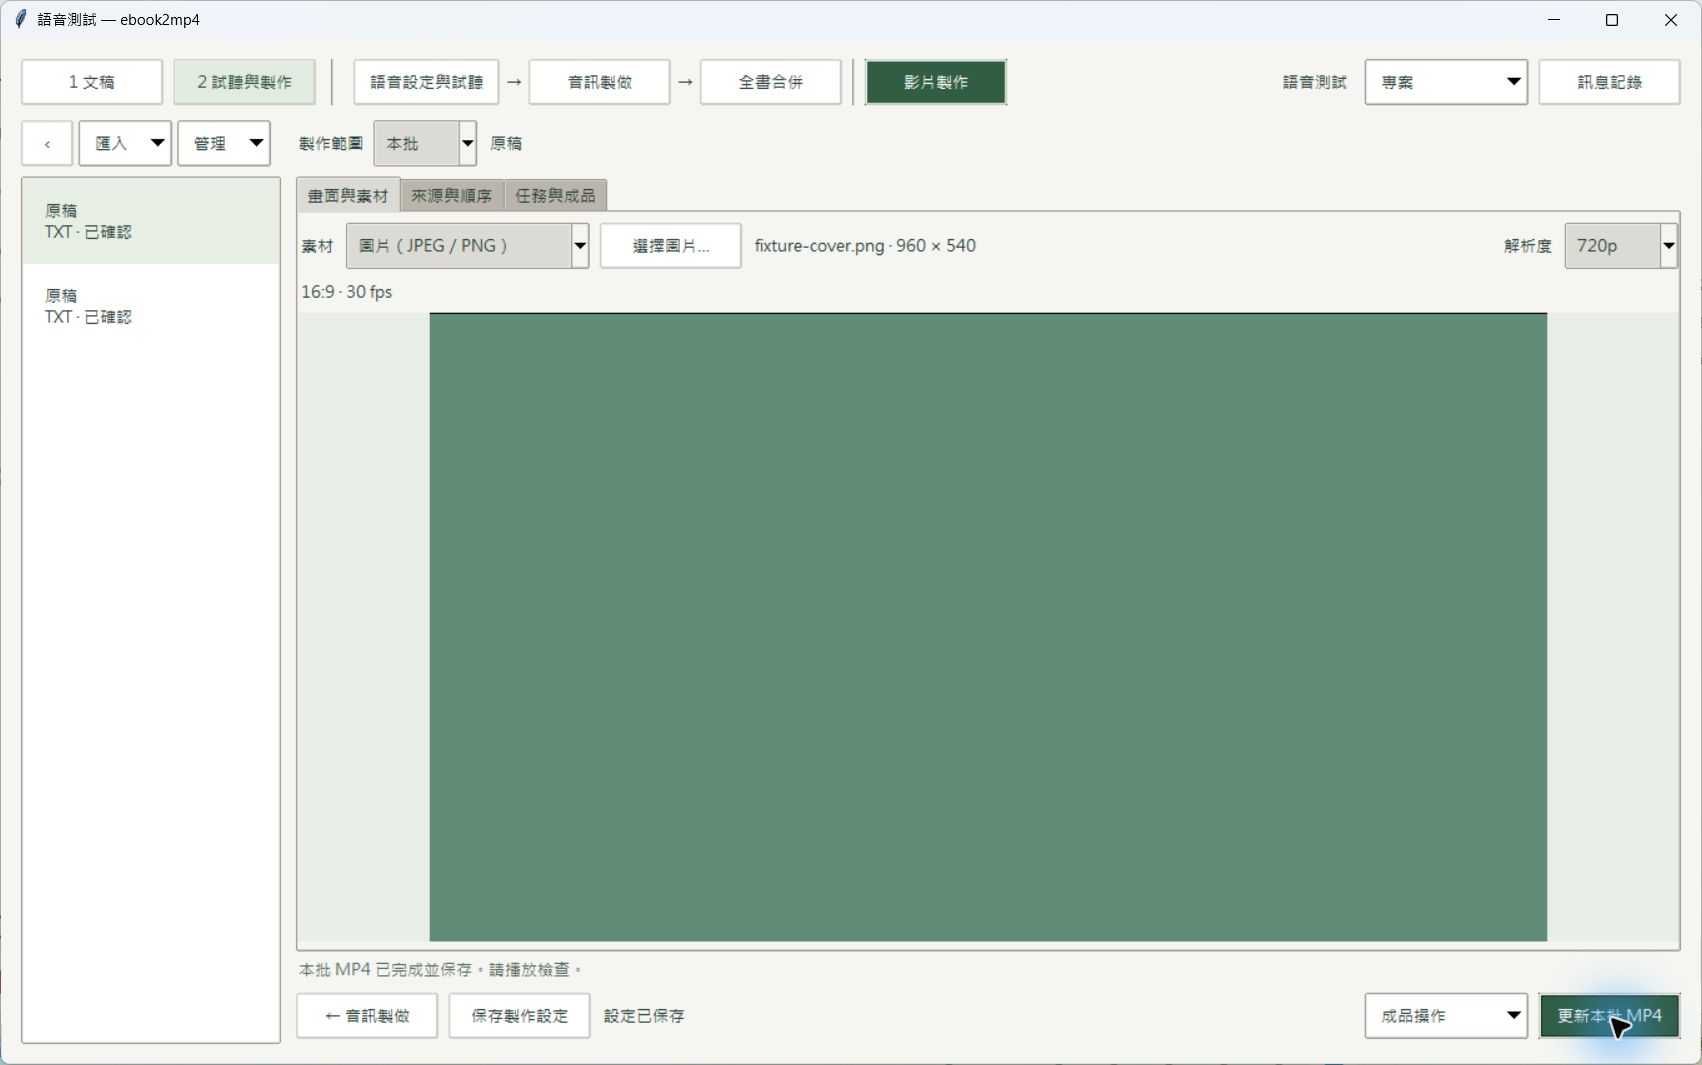 語音測試 — ebook2mp4
1 文稿 2 試聽與製作 語音設定與試聽 → 音訊製做 → 全書合併 影片製作 語音測試 專案 訊息記錄
‹ 匯入 管理 製作範圍 本批 原稿
原稿
TXT · 已確認
原稿
TXT · 已確認
畫面與素材 來源與順序 任務與成品
素材 圖片 ( JPEG / PNG ) 選擇圖片... fixture-cover.png · 960 × 540 解析度 720p
16:9 · 30 fps
本批 MP4 已完成並保存。請播放檢查。
← 音訊製做 保存製作設定 設定已保存 成品操作 更新本批 MP4